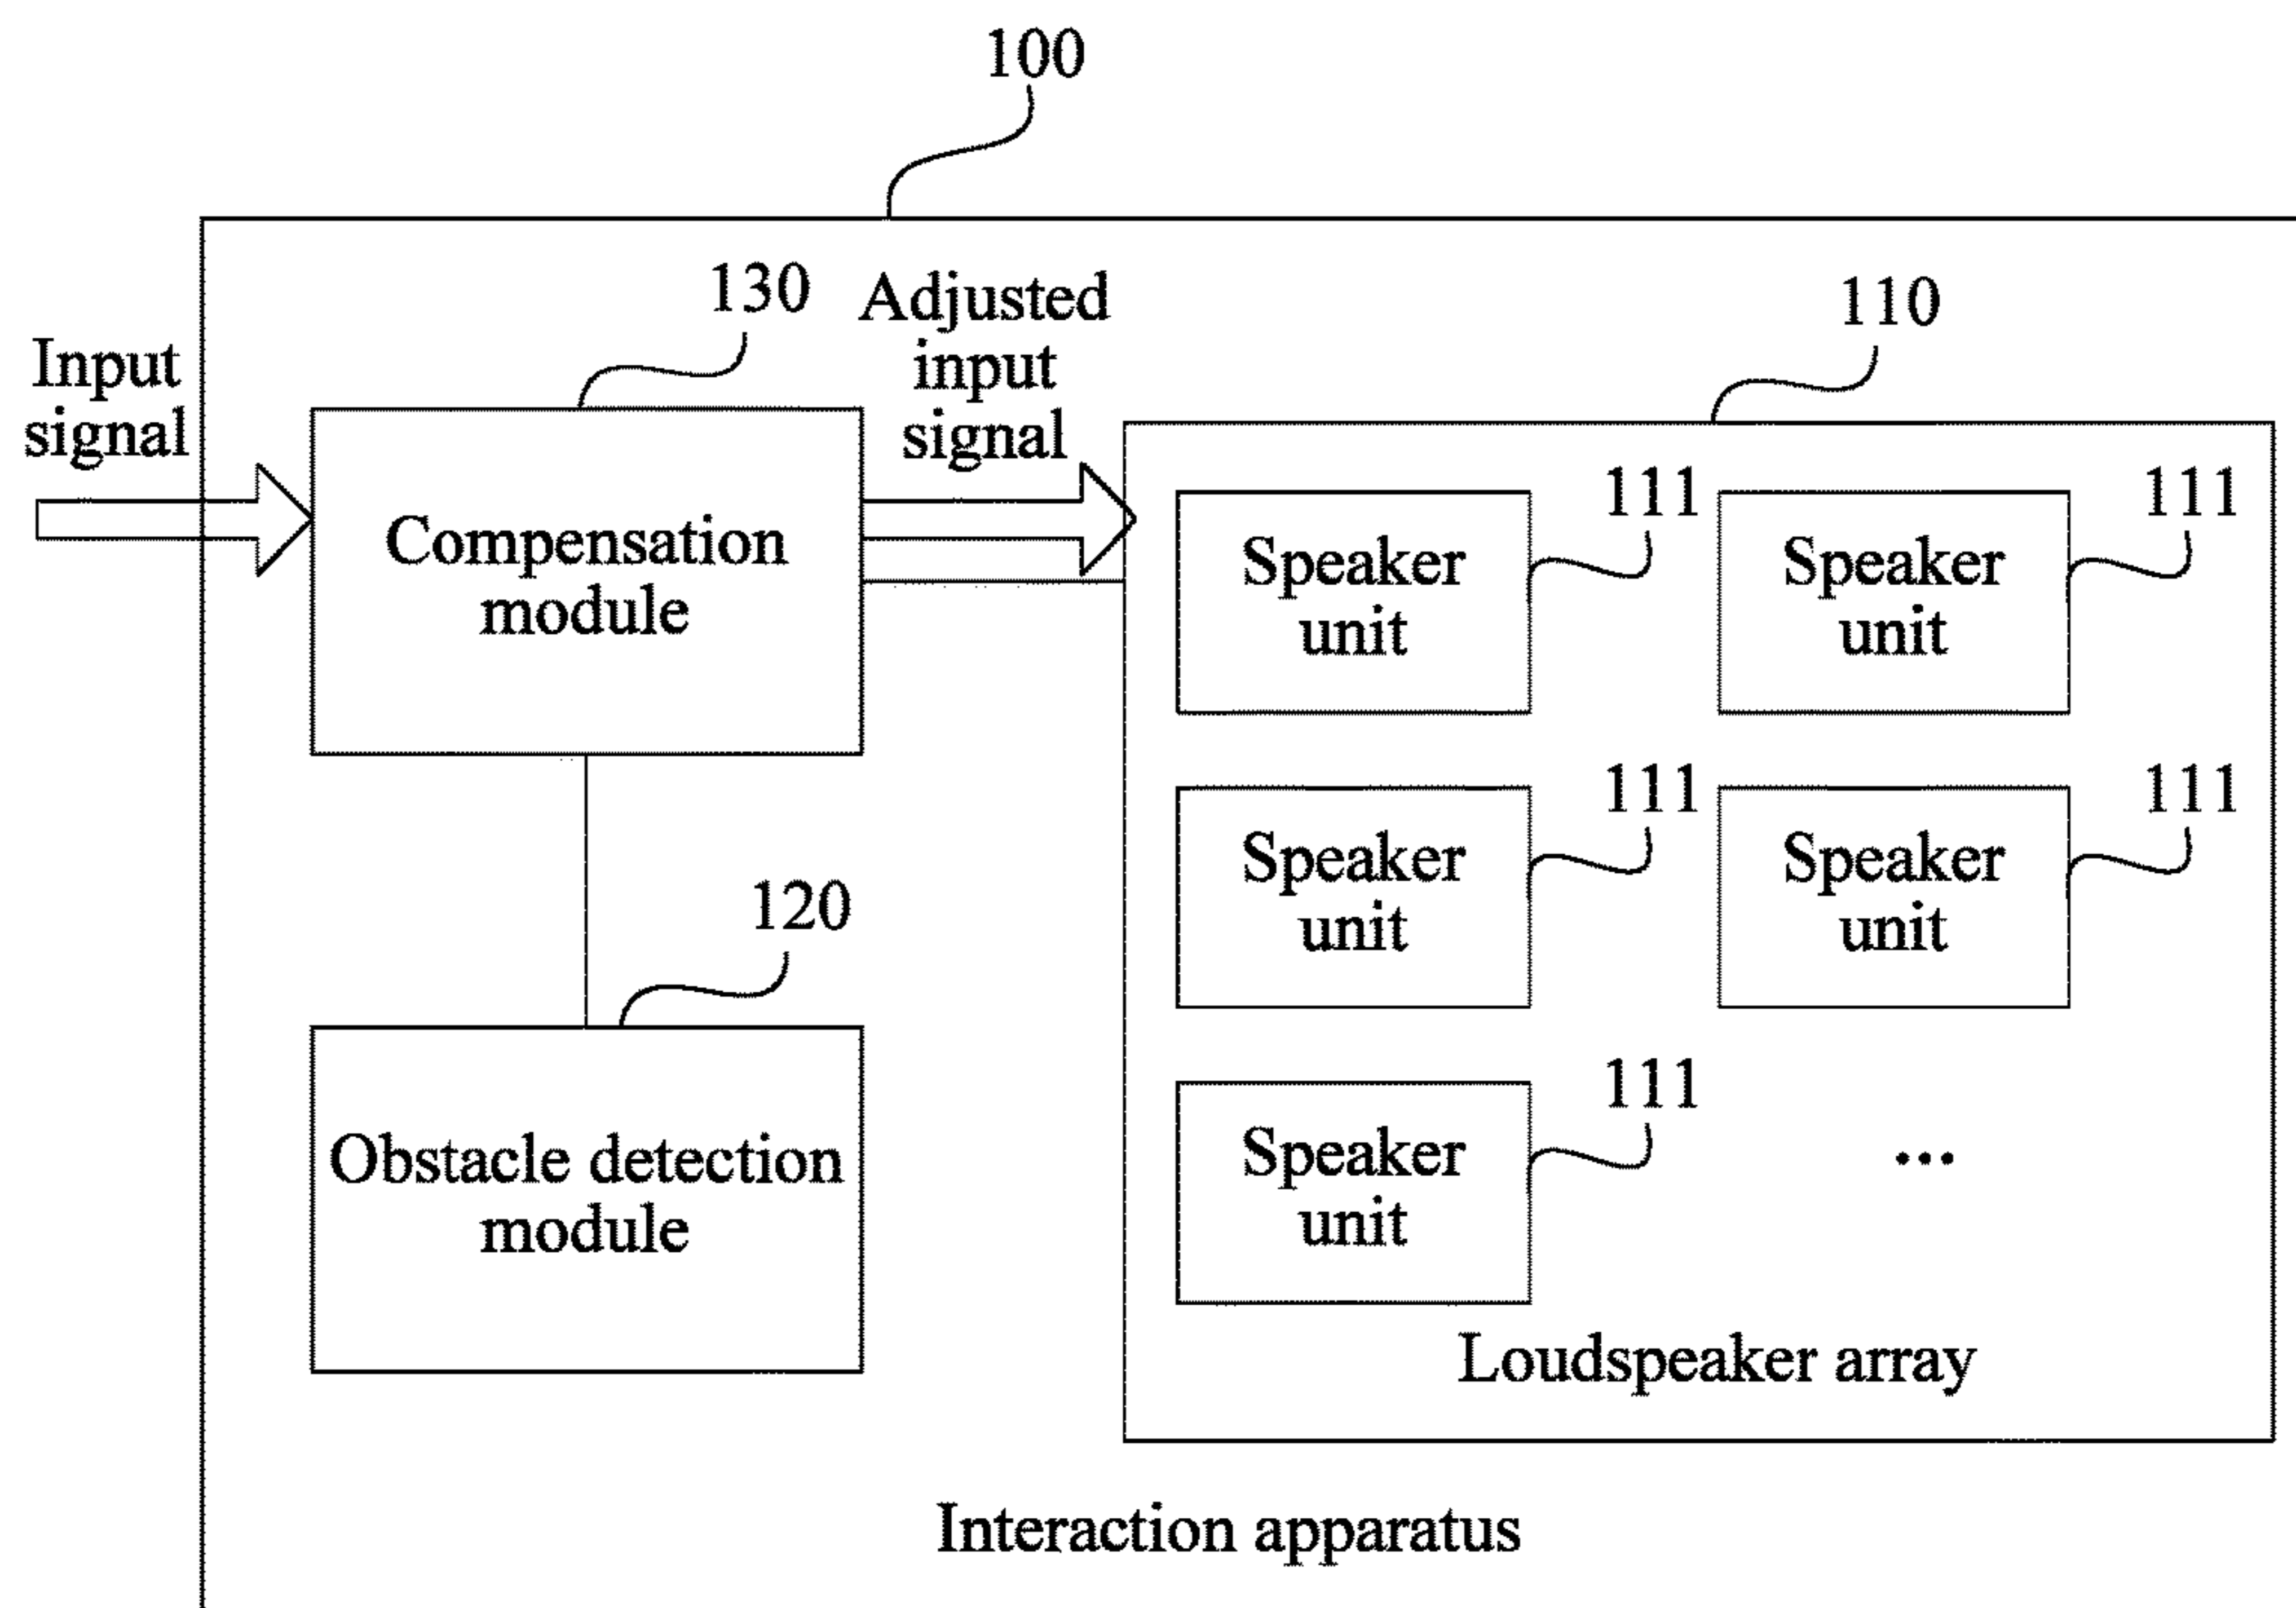 100
130
Adjusted
input
signal
110
Input
signal
Compensation
module
111
Speaker
unit
111
Speaker
unit
111
Speaker
unit
111
Speaker
unit
120
Obstacle detection
module
111
Speaker
unit
...
Loudspeaker array
Interaction apparatus